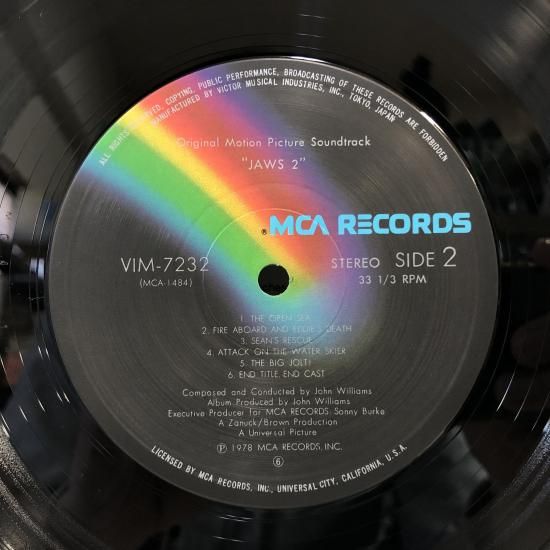 ALL RIGHTS RESERVED, COPYING, PUBLIC PERFORMANCE, BROADCASTING OF THESE RECORDS ARE FORBIDDEN
MANUFACTURED BY VICTOR MUSICAL INDUSTRIES, INC., TOKYO, JAPAN
Original Motion Picture Soundtrack
"JAWS 2"
®MCA RECORDS
VIM-7232
(MCA-1484)
STEREO SIDE 2
33 1/3 RPM
1. THE OPEN SEA
2. FIRE ABOARD AND EDDIE'S DEATH
3. SEAN'S RESCUE
4. ATTACK ON THE WATER SKIER
5. THE BIG JOLT!
6. END TITLE, END CAST
Composed and Conducted by John Williams
Album Produced by John Williams
Executive Producer for MCA RECORDS: Sonny Burke
A Zanuck/Brown Production
A Universal Picture
Ⓟ 1978 MCA RECORDS, INC.
⑥
LICENSED BY MCA RECORDS, INC., UNIVERSAL CITY, CALIFORNIA, U.S.A.